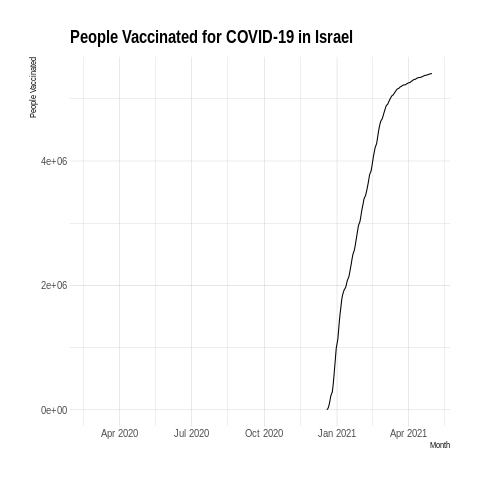 People Vaccinated for COVID-19 in Israel
People Vaccinated
4e+06
2e+06
0e+00
Apr 2020 Jul 2020 Oct 2020 Jan 2021 Apr 2021
Month